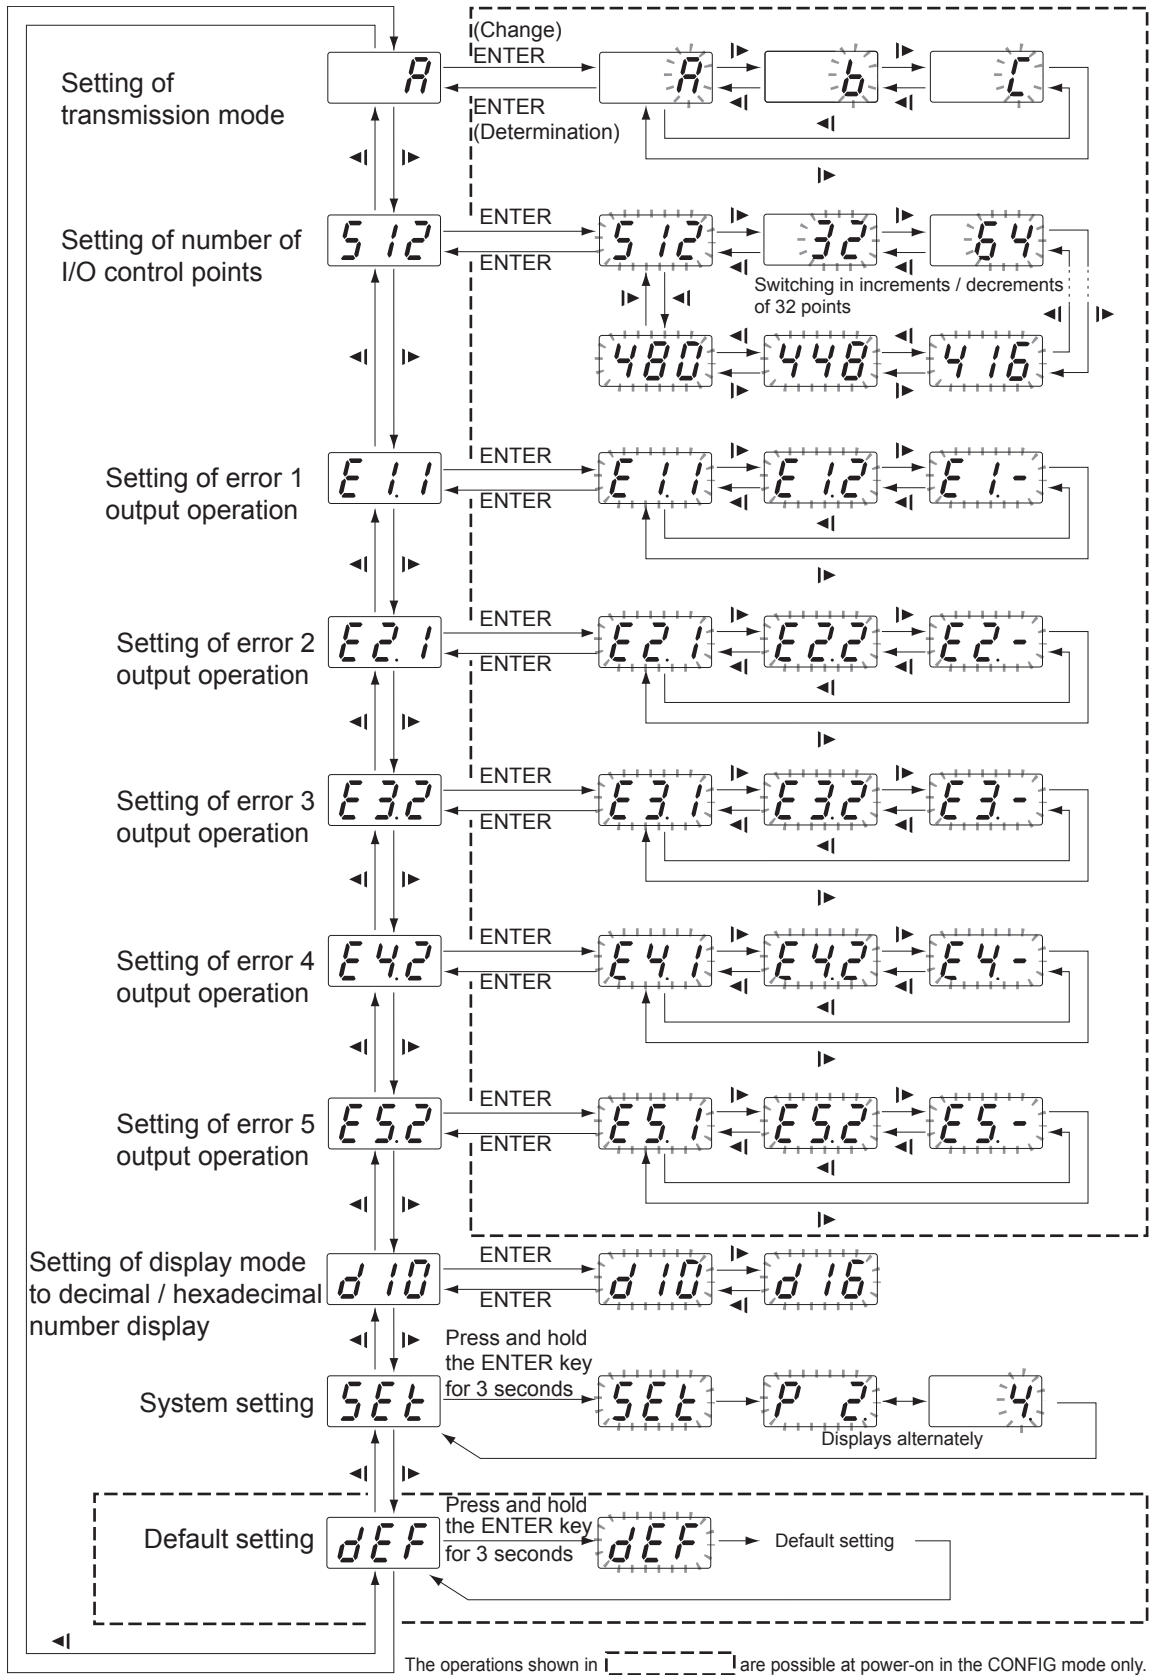 (Change)
ENTER
Setting of
transmission mode
A
A
b
C
ENTER
(Determination)
Setting of number of
I/O control points
512
ENTER
ENTER
512
32
64
Switching in increments / decrements
of 32 points
480
448
416
Setting of error 1
output operation
E1.1
ENTER
ENTER
E1.1
E1.2
E1.-
Setting of error 2
output operation
E2.1
ENTER
ENTER
E2.1
E2.2
E2.-
Setting of error 3
output operation
E3.2
ENTER
ENTER
E3.1
E3.2
E3.-
Setting of error 4
output operation
E4.2
ENTER
ENTER
E4.1
E4.2
E4.-
Setting of error 5
output operation
E5.2
ENTER
ENTER
E5.1
E5.2
E5.-
Setting of display mode
to decimal / hexadecimal
number display
d10
ENTER
ENTER
d10
d16
System setting
SEt
Press and hold
the ENTER key
for 3 seconds
SEt
P 2.
4.
Displays alternately
Default setting
dEF
Press and hold
the ENTER key
for 3 seconds
dEF
Default setting
The operations shown in [ ] are possible at power-on in the CONFIG mode only.